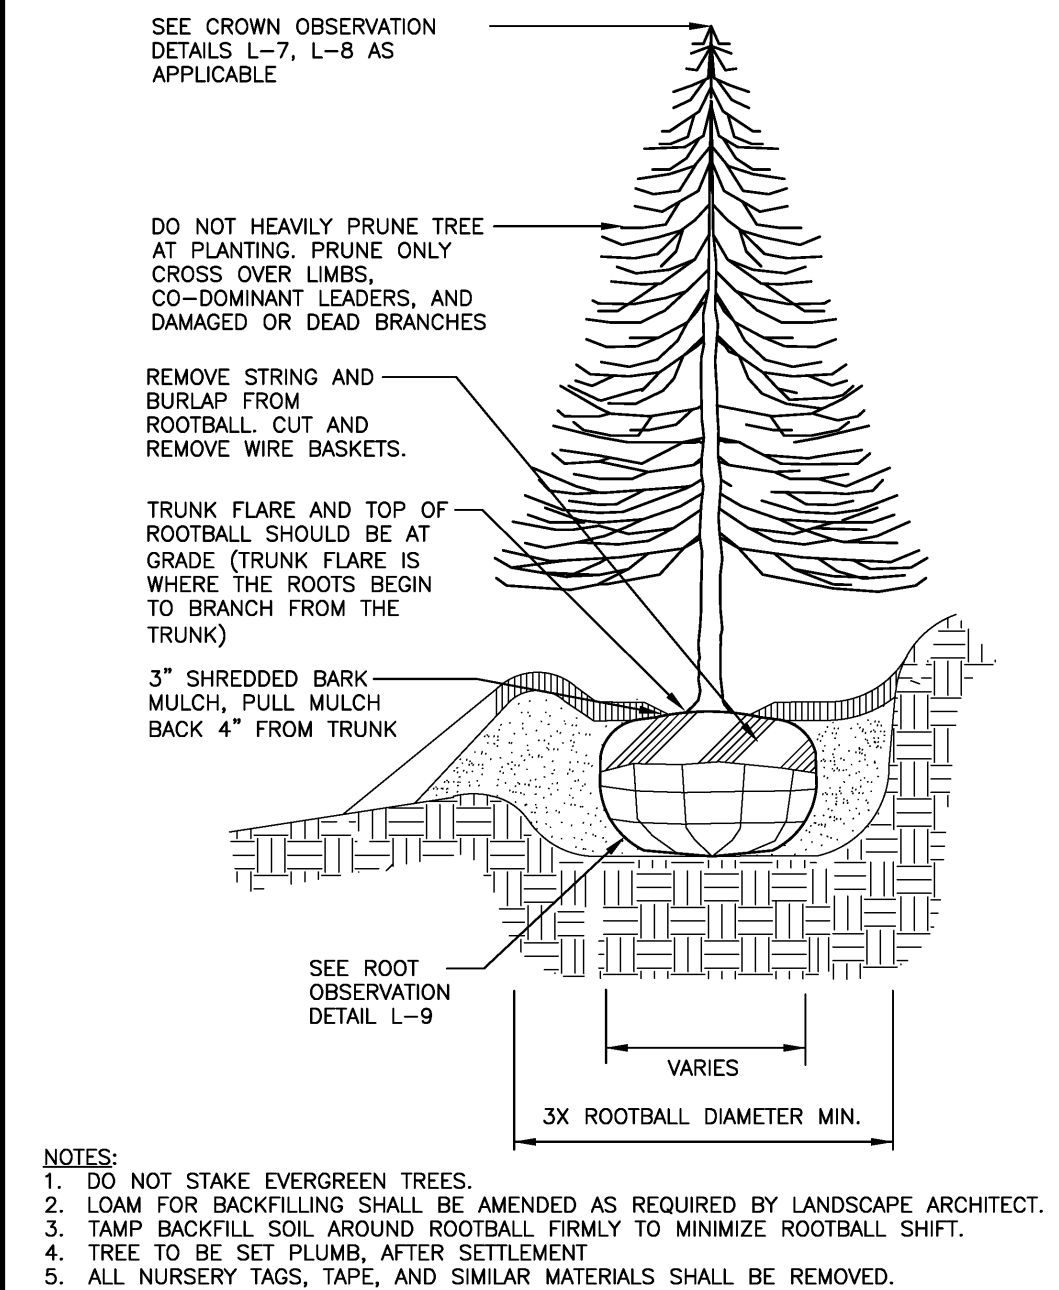 SEE CROWN OBSERVATION
DETAILS L-7, L-8 AS
APPLICABLE
DO NOT HEAVILY PRUNE TREE
AT PLANTING. PRUNE ONLY
CROSS OVER LIMBS,
CO-DOMINANT LEADERS, AND
DAMAGED OR DEAD BRANCHES
REMOVE STRING AND
BURLAP FROM
ROOTBALL. CUT AND
REMOVE WIRE BASKETS.
TRUNK FLARE AND TOP OF
ROOTBALL SHOULD BE AT
GRADE (TRUNK FLARE IS
WHERE THE ROOTS BEGIN
TO BRANCH FROM THE
TRUNK)
3" SHREDDED BARK
MULCH, PULL MULCH
BACK 4" FROM TRUNK
SEE ROOT
OBSERVATION
DETAIL L-9
VARIES
3X ROOTBALL DIAMETER MIN.
NOTES:
1. DO NOT STAKE EVERGREEN TREES.
2. LOAM FOR BACKFILLING SHALL BE AMENDED AS REQUIRED BY LANDSCAPE ARCHITECT.
3. TAMP BACKFILL SOIL AROUND ROOTBALL FIRMLY TO MINIMIZE ROOTBALL SHIFT.
4. TREE TO BE SET PLUMB, AFTER SETTLEMENT
5. ALL NURSERY TAGS, TAPE, AND SIMILAR MATERIALS SHALL BE REMOVED.